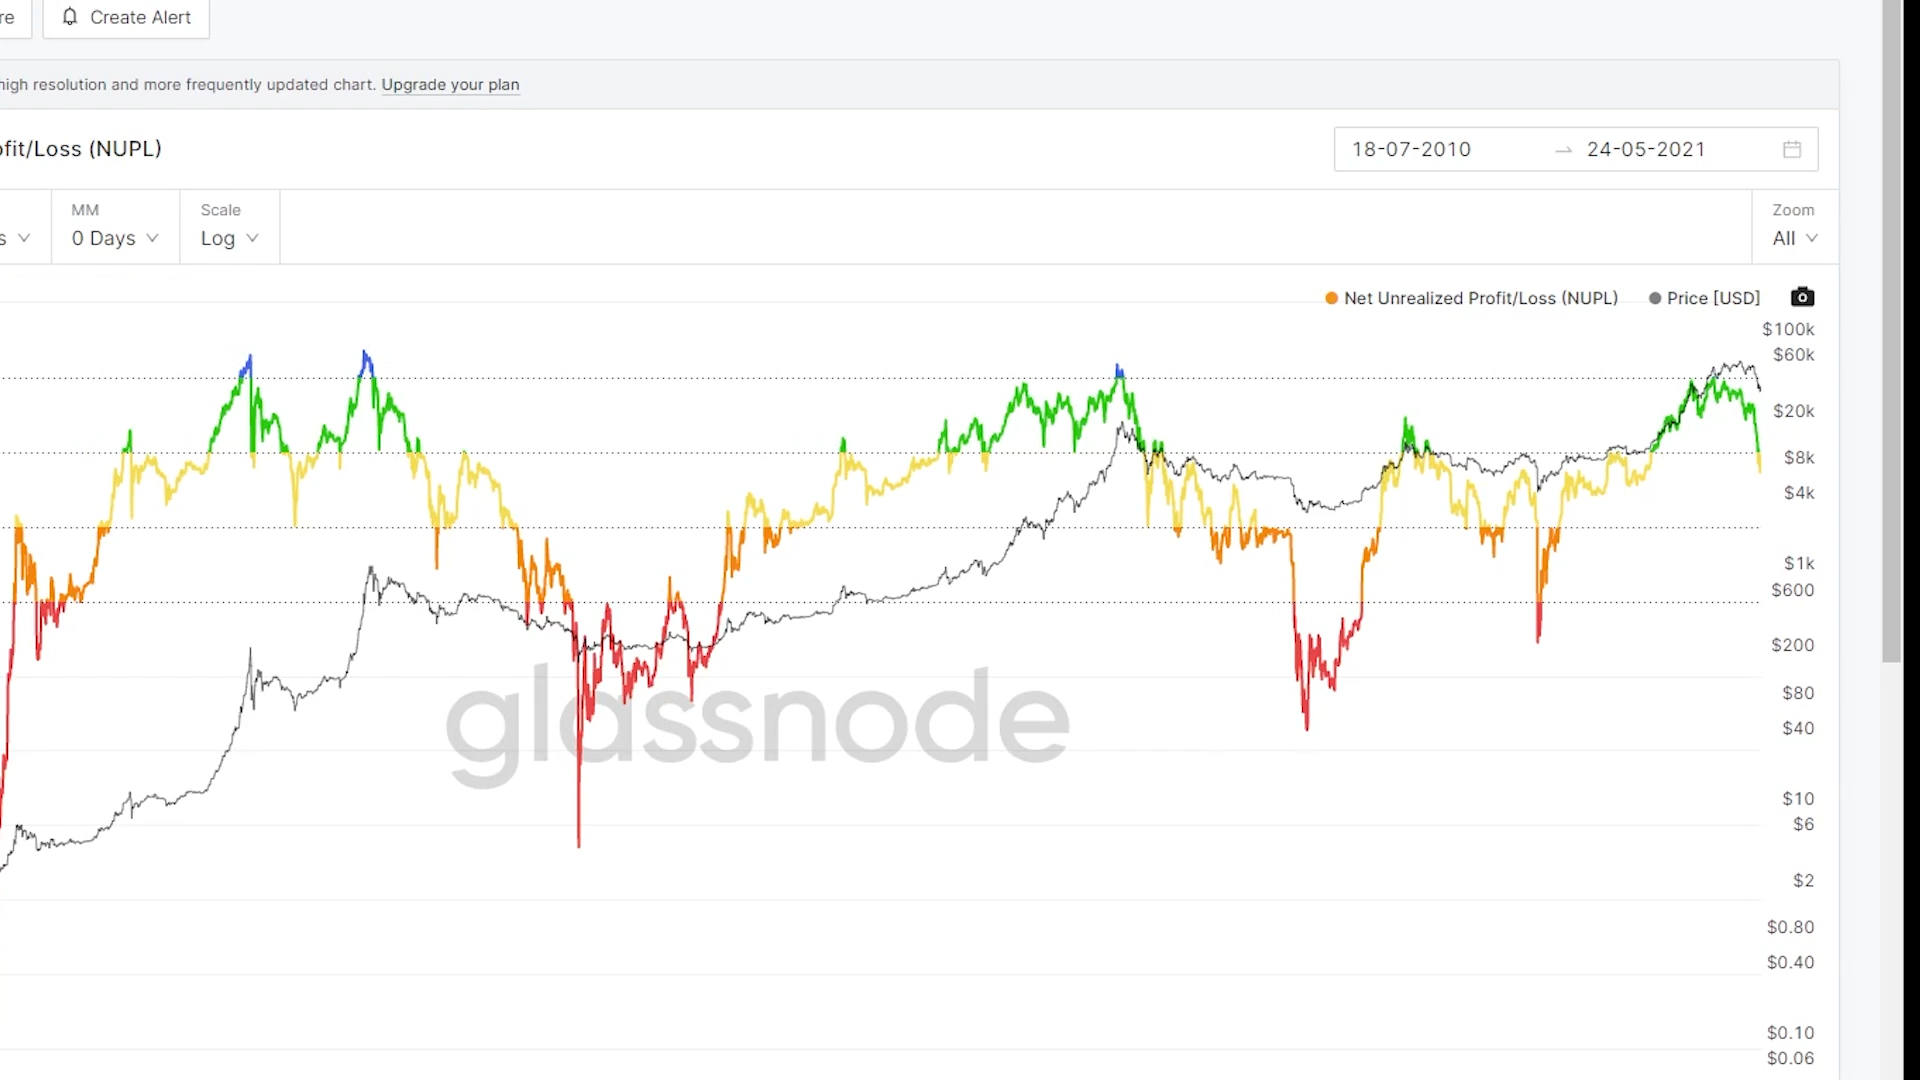 re
Create Alert
high resolution and more frequently updated chart. Upgrade your plan
ofit/Loss (NUPL)
18-07-2010 → 24-05-2021
MM
Scale
Zoom
s
0 Days
Log
All
Net Unrealized Profit/Loss (NUPL)
Price [USD]
$100k
$60k
$20k
$8k
$4k
$1k
$600
$200
$80
$40
$10
$6
$2
$0.80
$0.40
$0.10
$0.06
glassnode